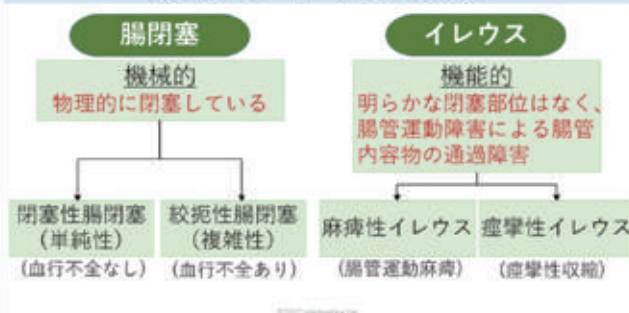 腸閉塞
イレウス
機械的
物理的に閉塞している
機能的
明らかな閉塞部位はなく、
腸管運動障害による腸管
内容物の通過障害
閉塞性腸閉塞
(単純性)
(血行不全なし)
絞扼性腸閉塞
(複雑性)
(血行不全あり)
麻痺性イレウス
(腸管運動麻痺)
痙攣性イレウス
(痙攣性収縮)